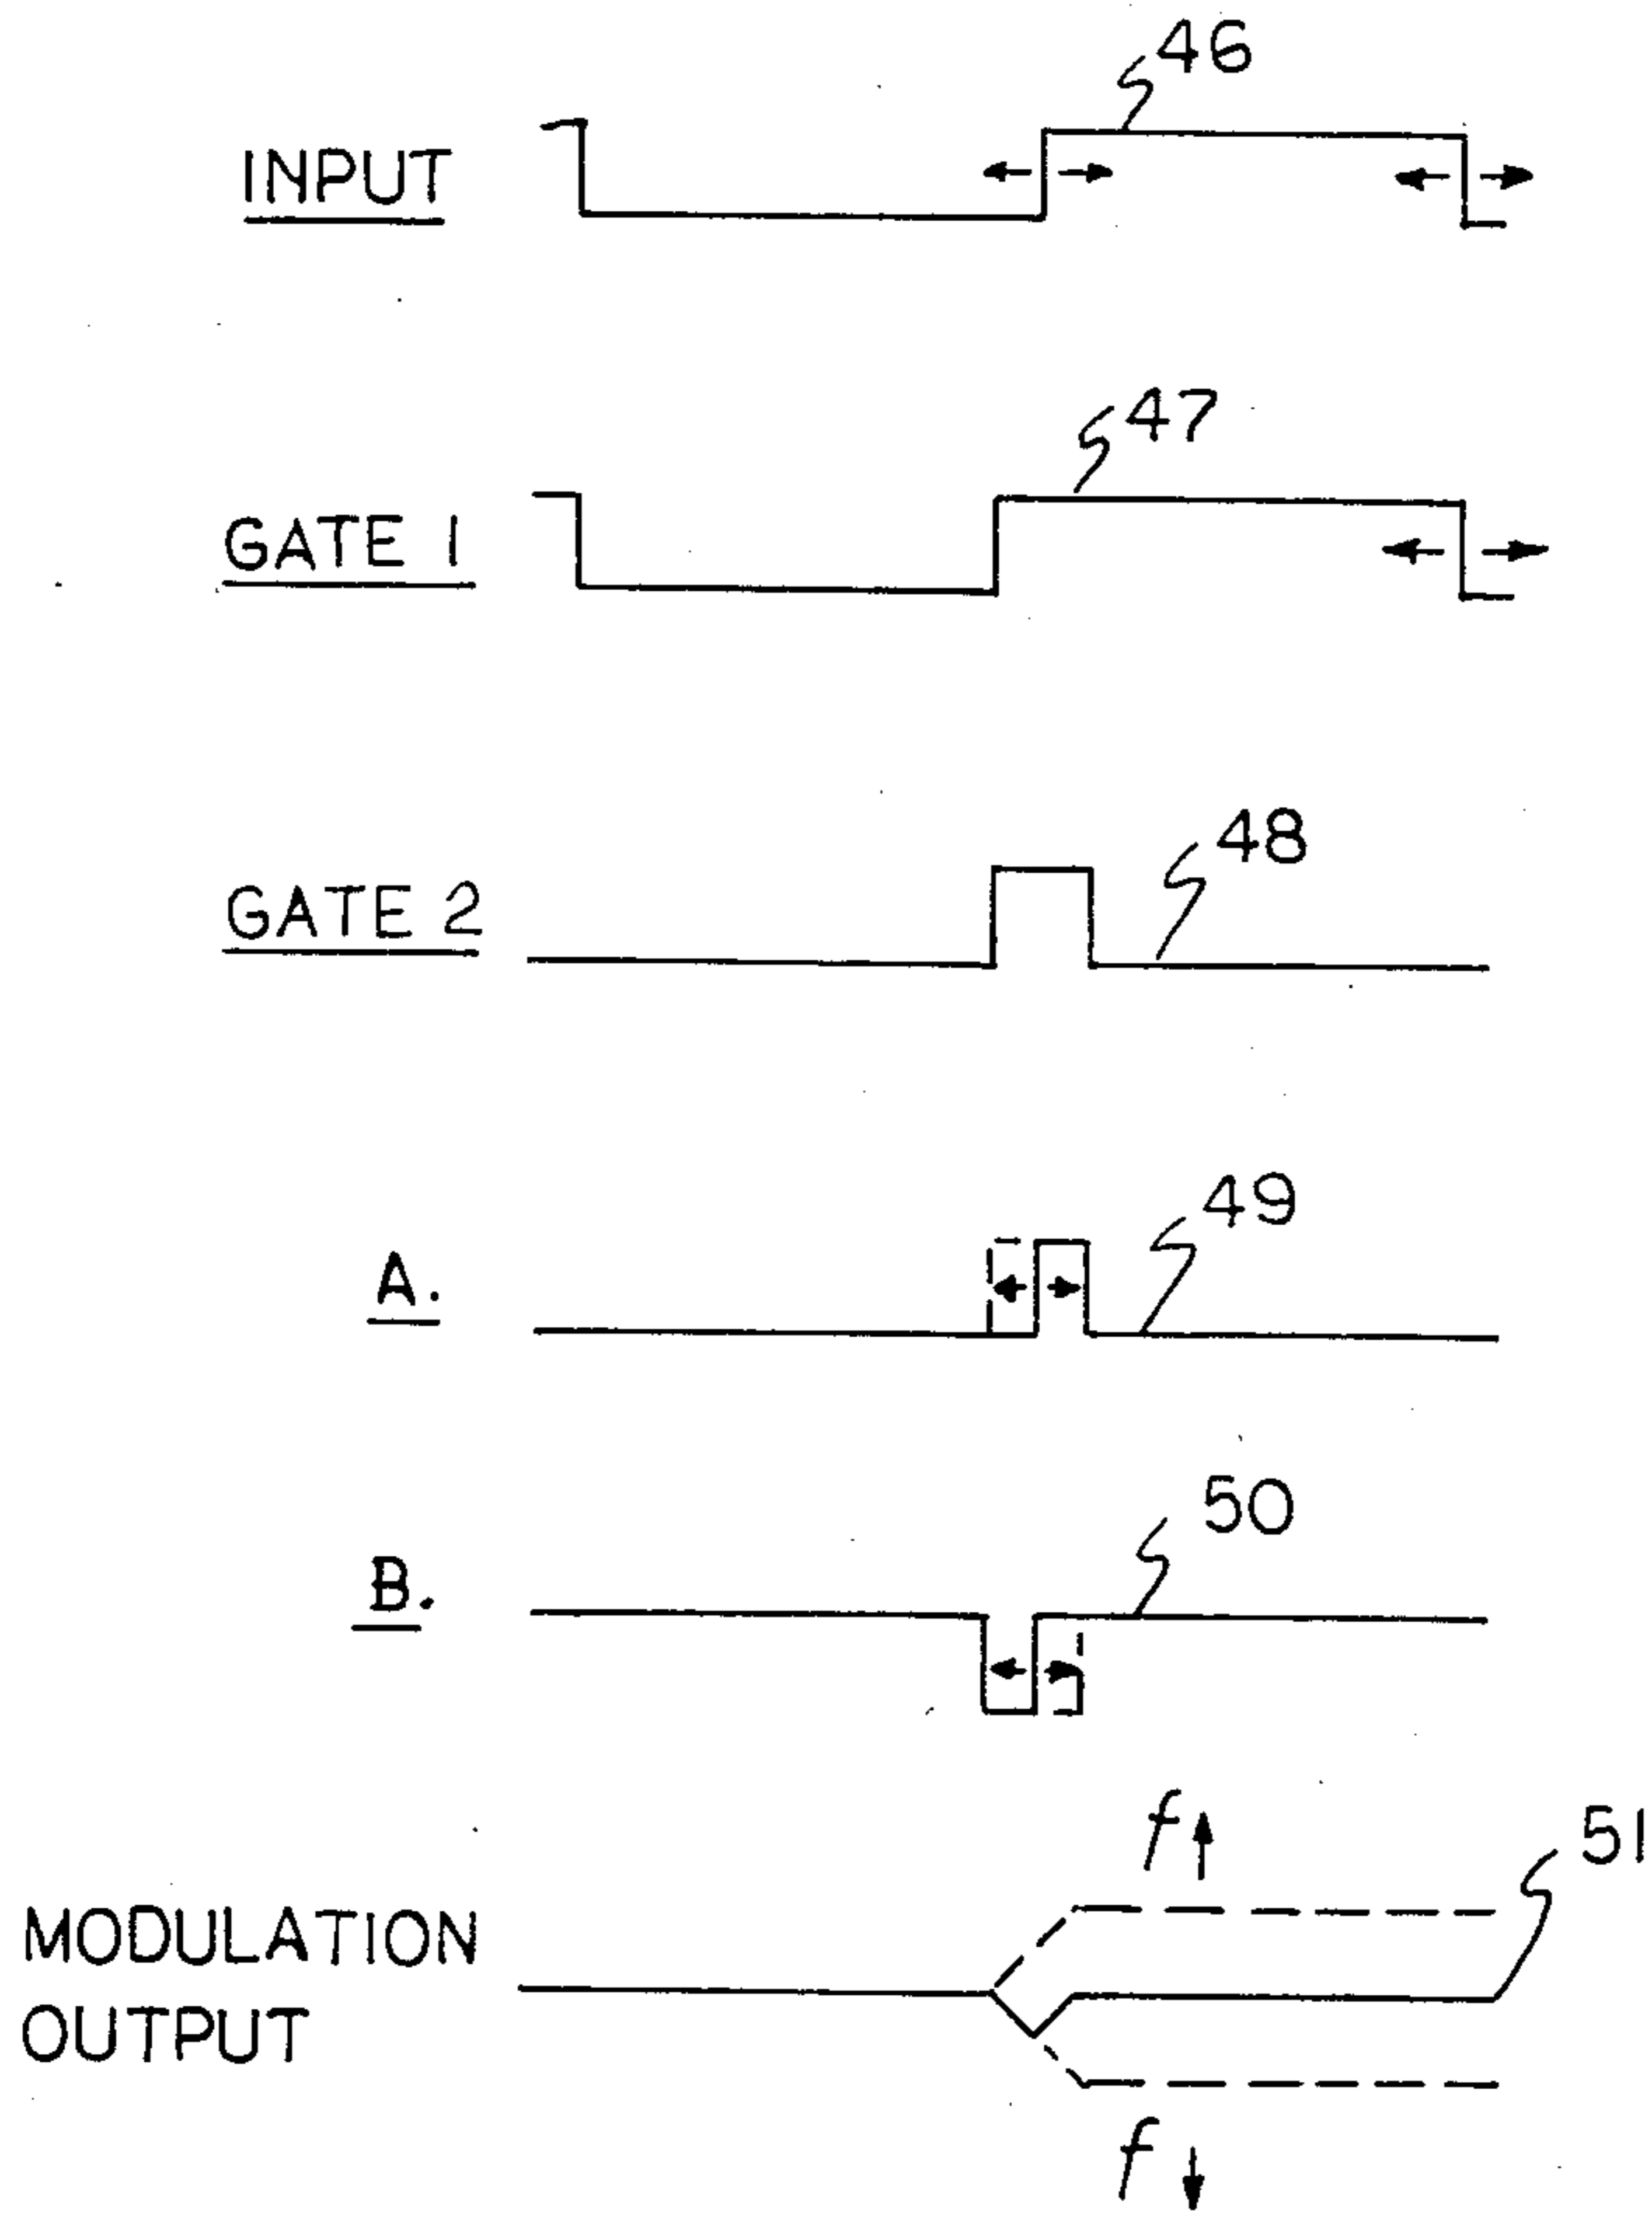 46
INPUT
47
GATE 1
48
GATE 2
49
A.
50
B.
f
51
MODULATION
OUTPUT
f